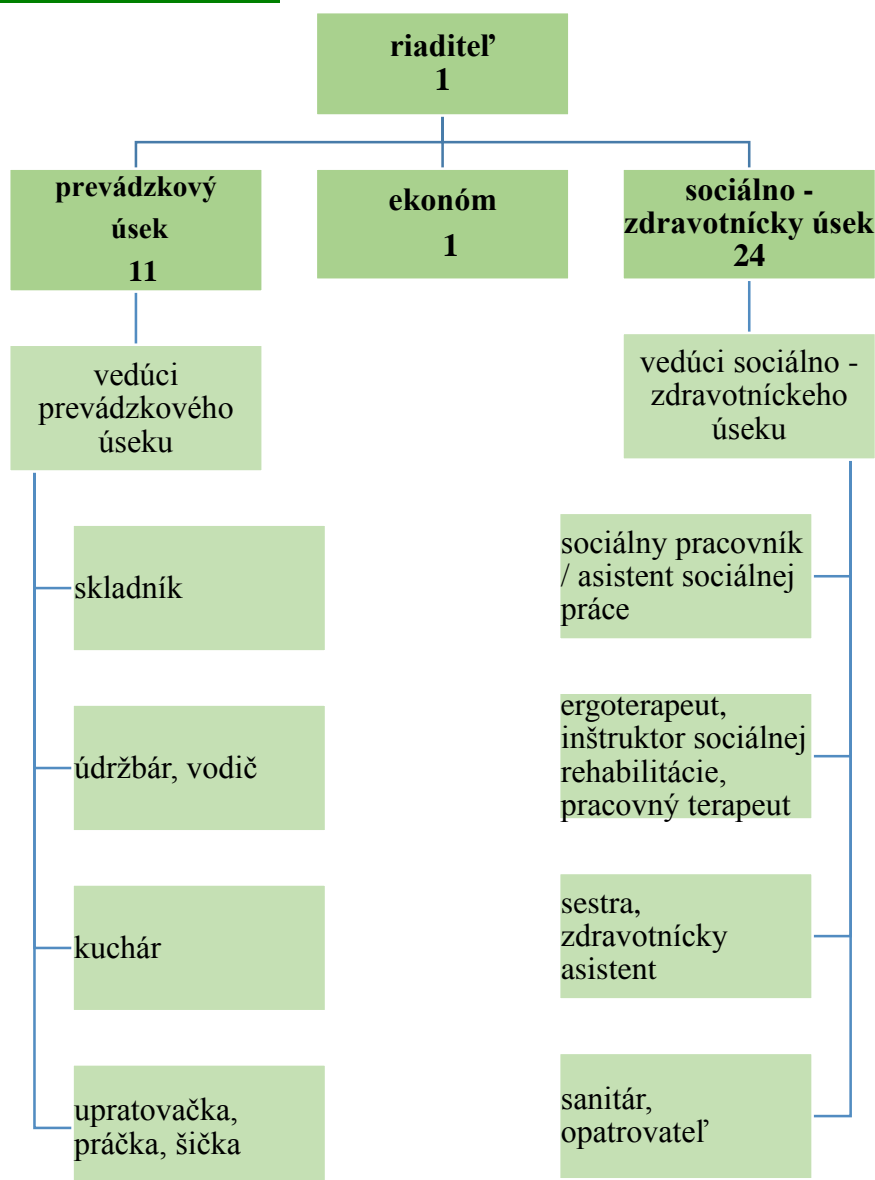 riaditeľ
1
prevádzkový
úsek
11
ekonóm
1
sociálno -
zdravotnícky úsek
24
vedúci
prevádzkového
úseku
skladník
údržbár, vodič
kuchár
upratovačka,
práčka, šička
vedúci sociálno -
zdravotníckeho
úseku
sociálny pracovník
/ asistent sociálnej
práce
ergoterapeut,
inštruktor sociálnej
rehabilitácie,
pracovný terapeut
sestra,
zdravotnícky
asistent
sanitár,
opatrovateľ